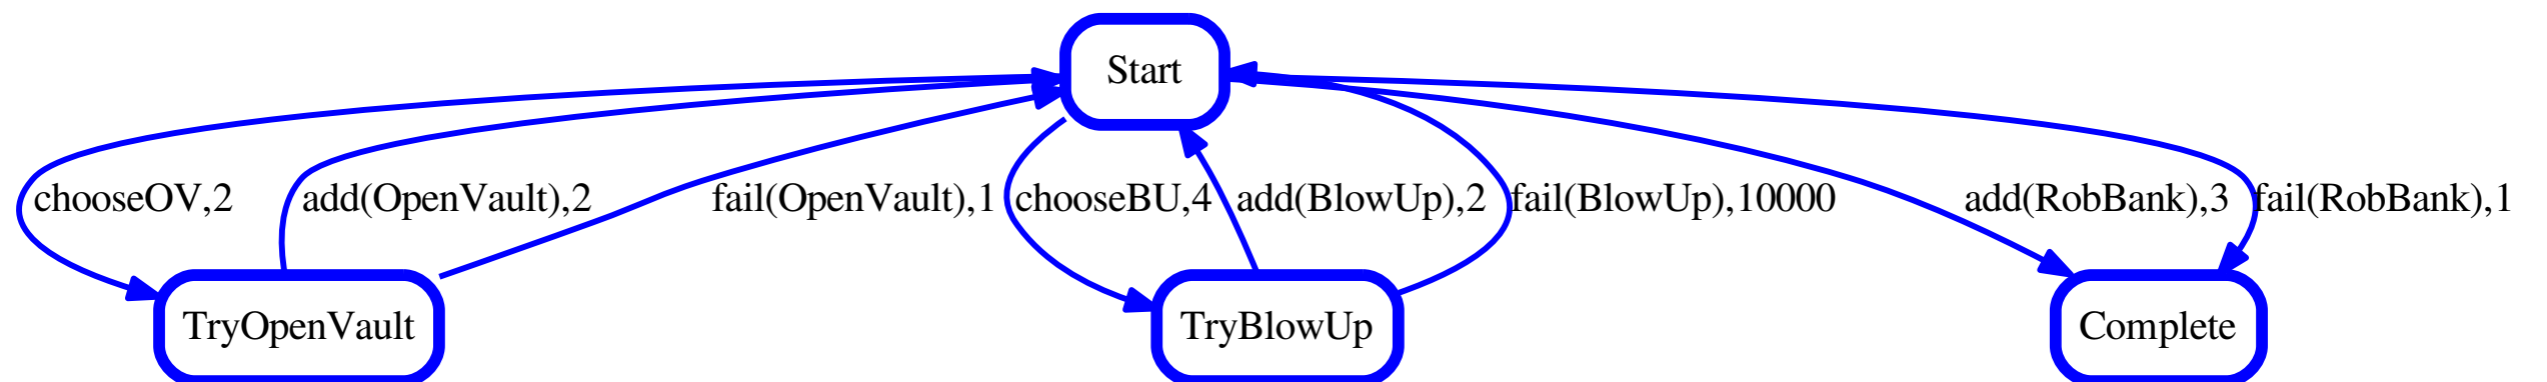 Start
chooseOV,2
add(OpenVault),2
fail(OpenVault),1
chooseBU,4
add(BlowUp),2
fail(BlowUp),10000
add(RobBank),3
fail(RobBank),1
TryOpenVault
TryBlowUp
Complete